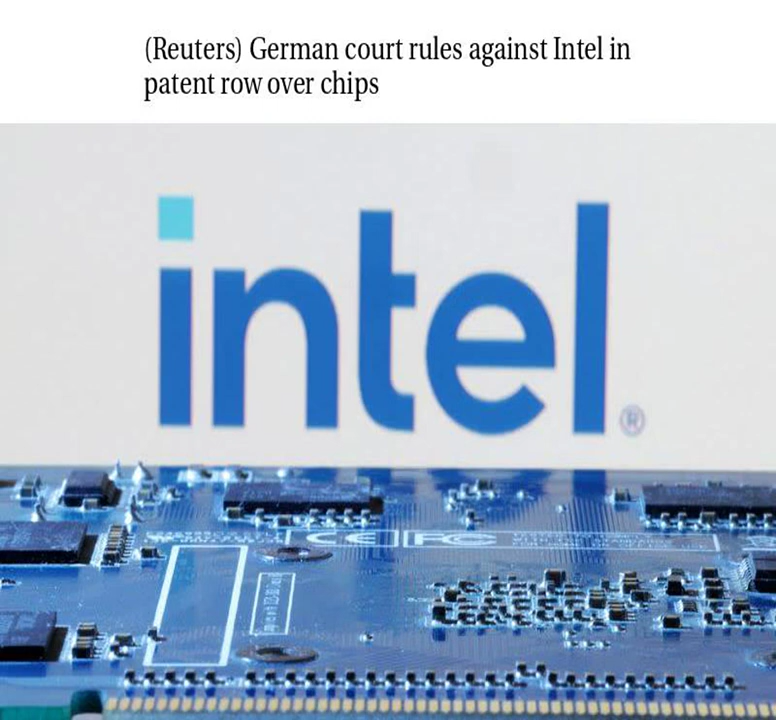 (Reuters) German court rules against Intel in
patent row over chips
intel®
CE FC